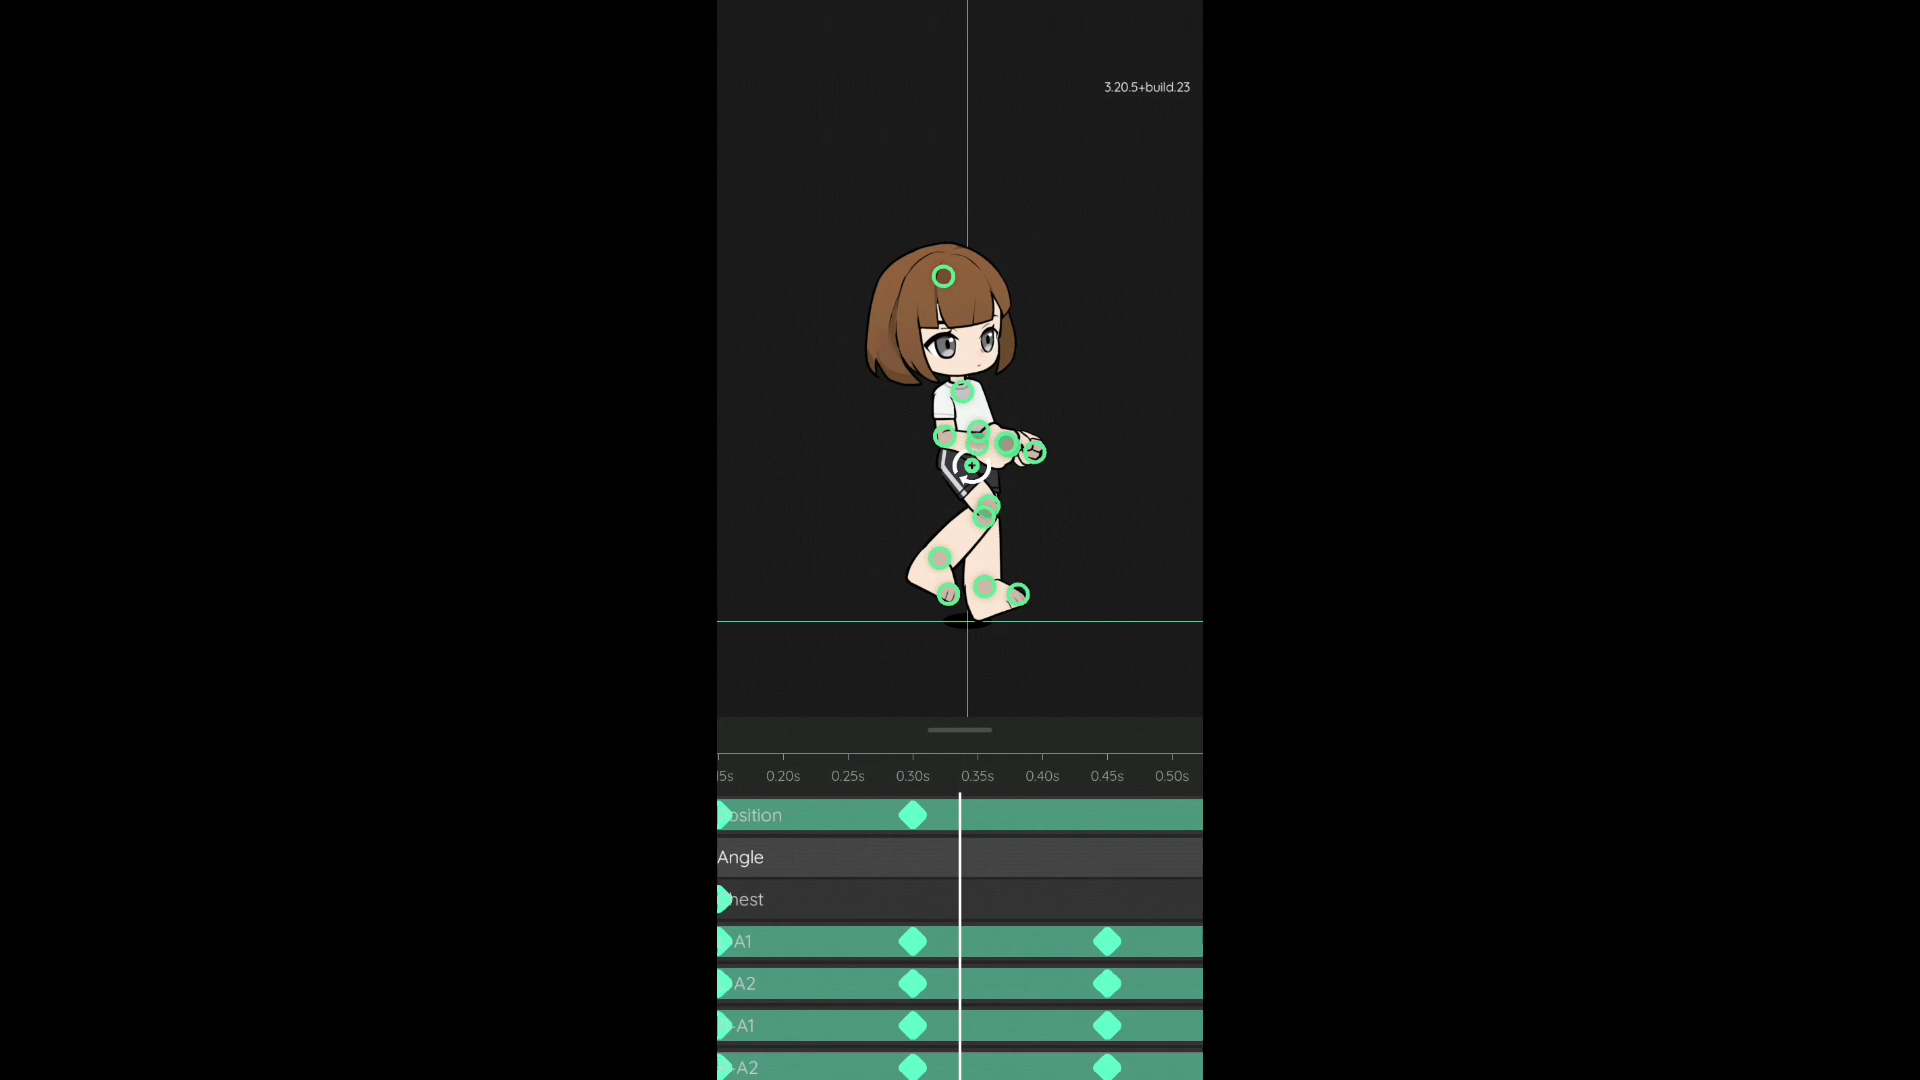 3.20.5+build.23
15s 0.20s 0.25s 0.30s 0.35s 0.40s 0.45s 0.50s
osition
Angle
hest
A1
A2
-A1
-A2